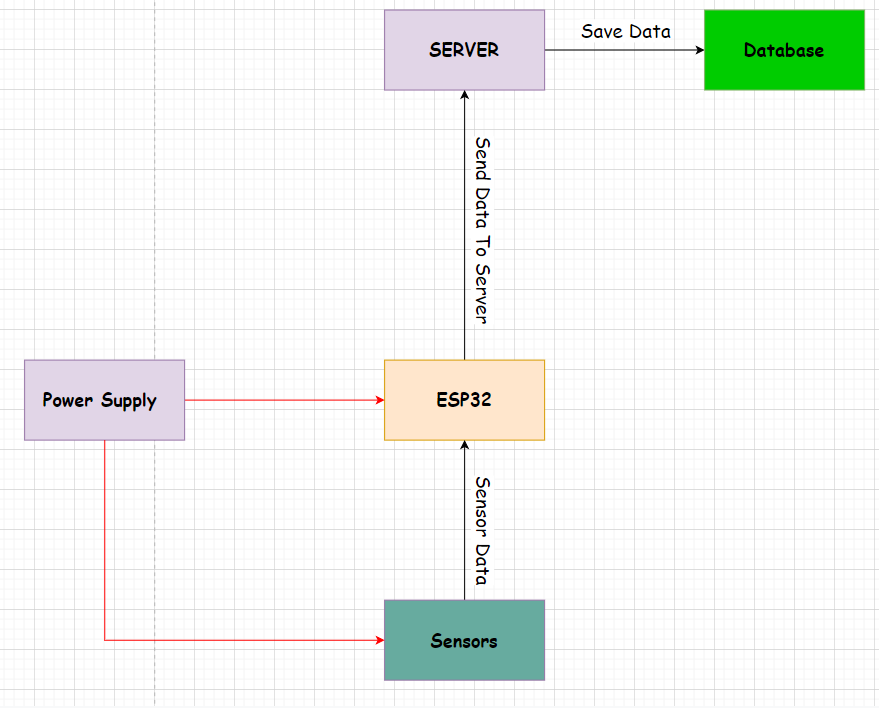 SERVER
Save Data
Database
Send Data To Server
Power Supply
ESP32
Sensor Data
Sensors